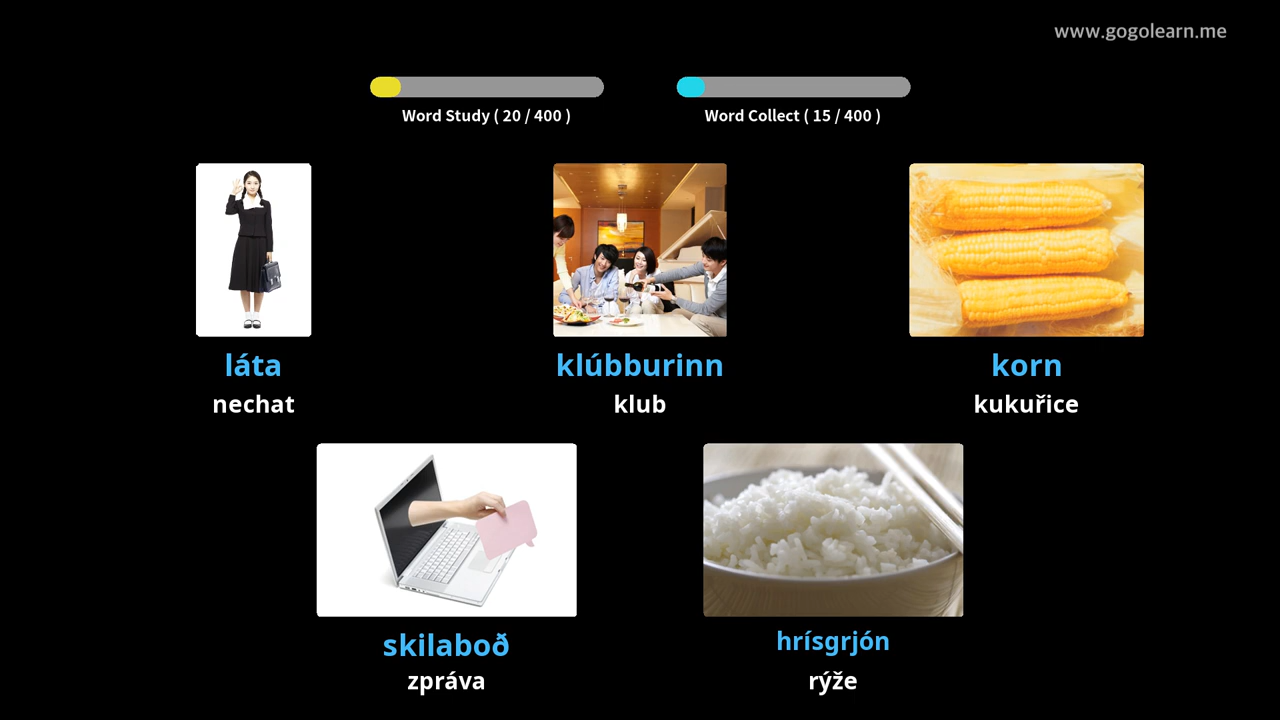 www.gogolearn.me
Word Study ( 20 / 400 )
Word Collect ( 15 / 400 )
láta
nechat
klúbburinn
klub
korn
kukuřice
skilaboð
zpráva
hrísgrjón
rýže